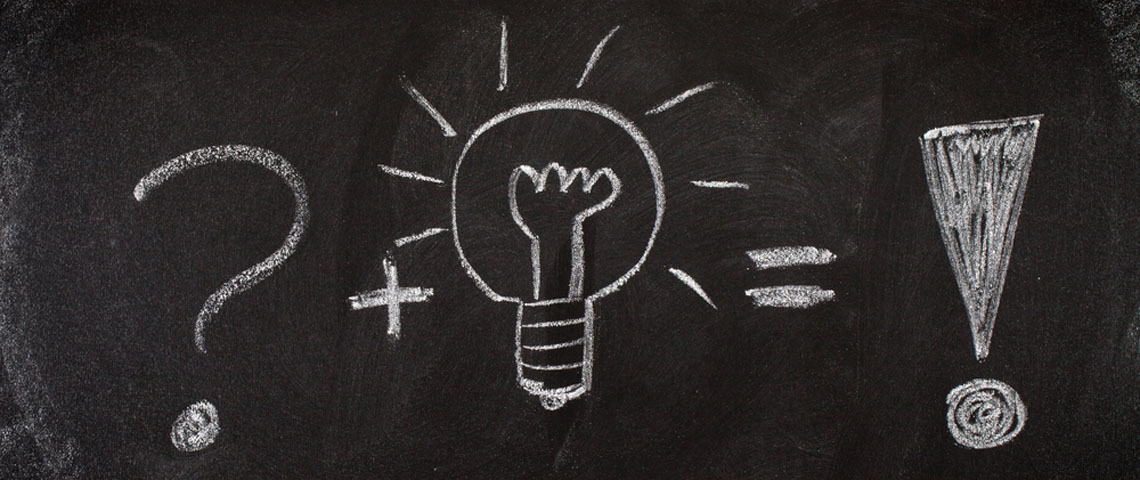 ? + = !